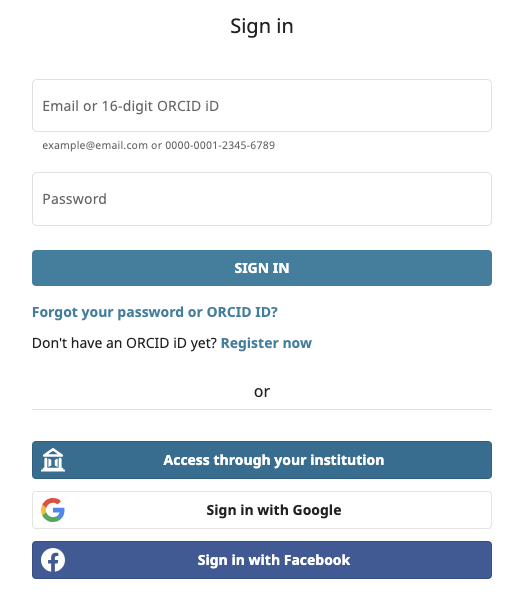 Sign in
Email or 16-digit ORCID iD
example@email.com or 0000-0001-2345-6789
Password
SIGN IN
Forgot your password or ORCID ID?
Don't have an ORCID iD yet? Register now
or
Access through your institution
Sign in with Google
Sign in with Facebook